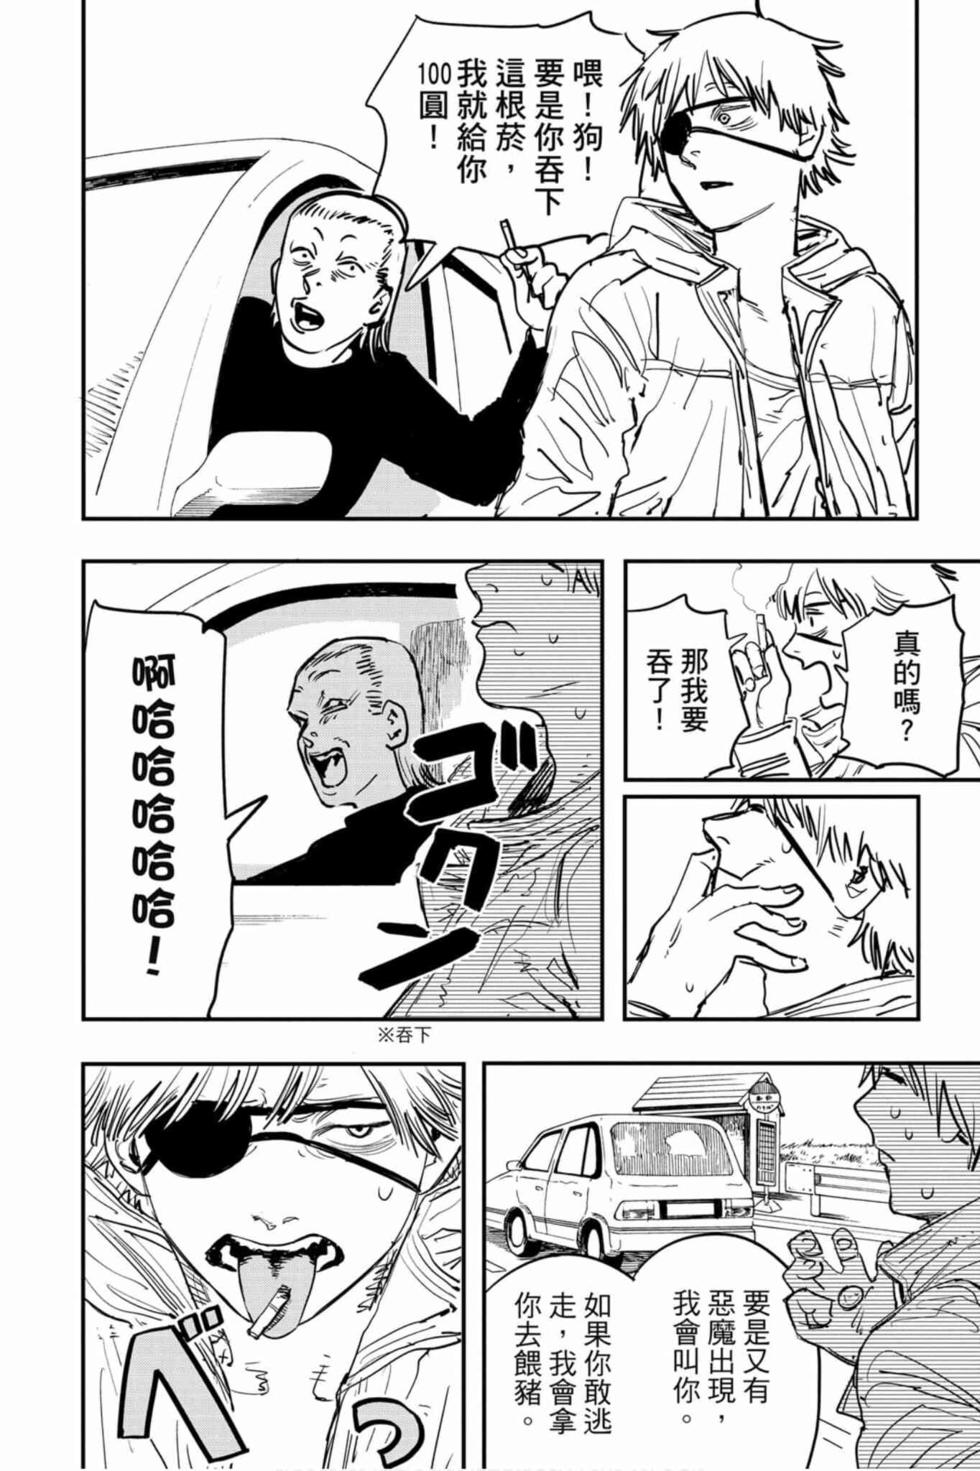 喂！狗！
要是你吞下
這根菸，
我就給你
100圓！
真的嗎？
那我要
吞了！
ゴクン
※吞下
啊哈哈哈哈哈！
要是又有
惡魔出現，
我會叫你。
如果你敢逃
走，我會拿
你去餵豬。
べっ